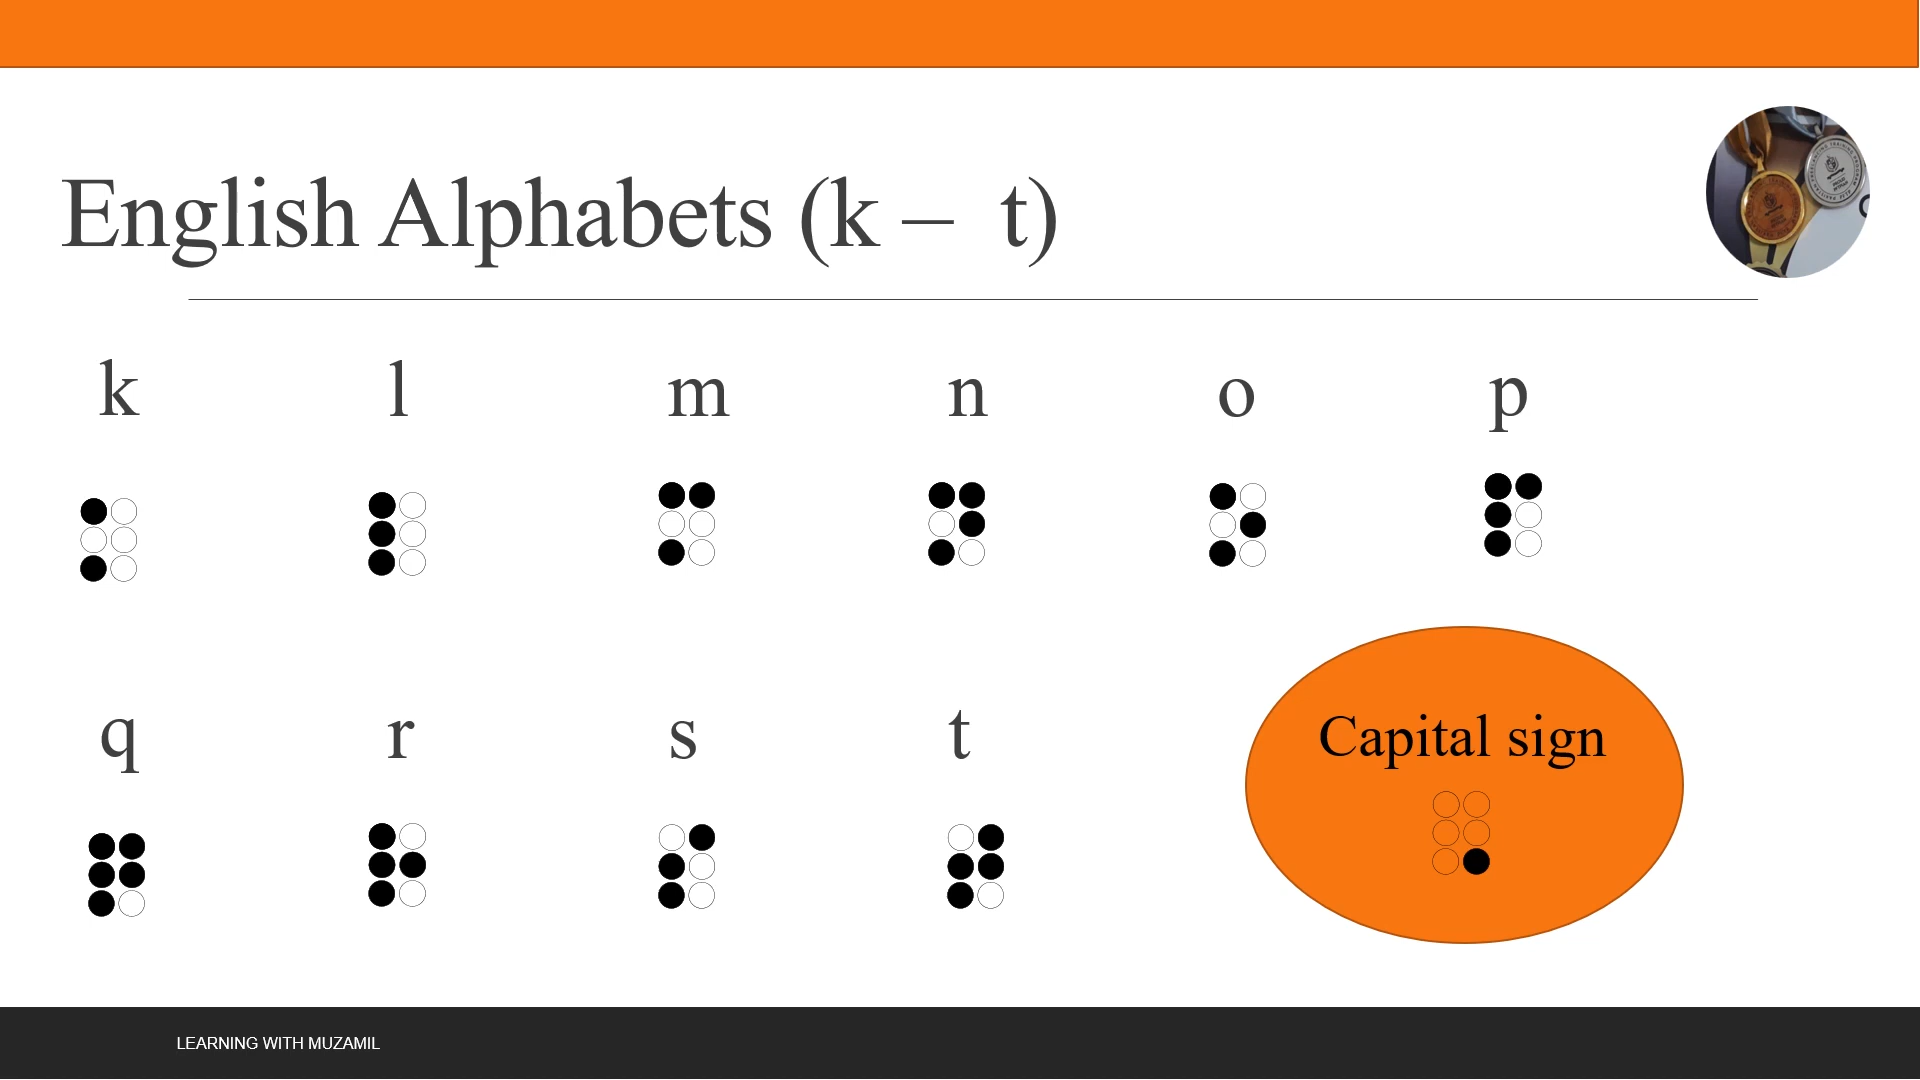 English Alphabets (k – t)
k l m n o p
q r s t
Capital sign
LEARNING WITH MUZAMIL